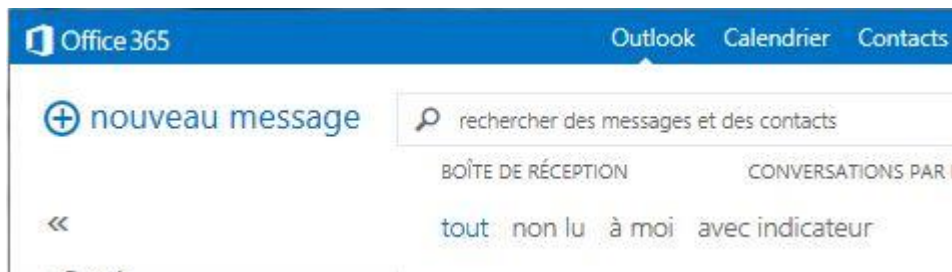 Office 365 Outlook Calendrier Contacts
nouveau message
rechercher des messages et des contacts
BOÎTE DE RÉCEPTION CONVERSATIONS PAR
«
tout non lu à moi avec indicateur